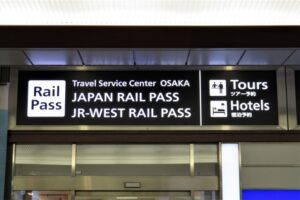 Rail
Pass
Travel Service Center OSAKA
JAPAN RAIL PASS
JR-WEST RAIL PASS
Tours
ツアー予約
Hotels
宿泊予約